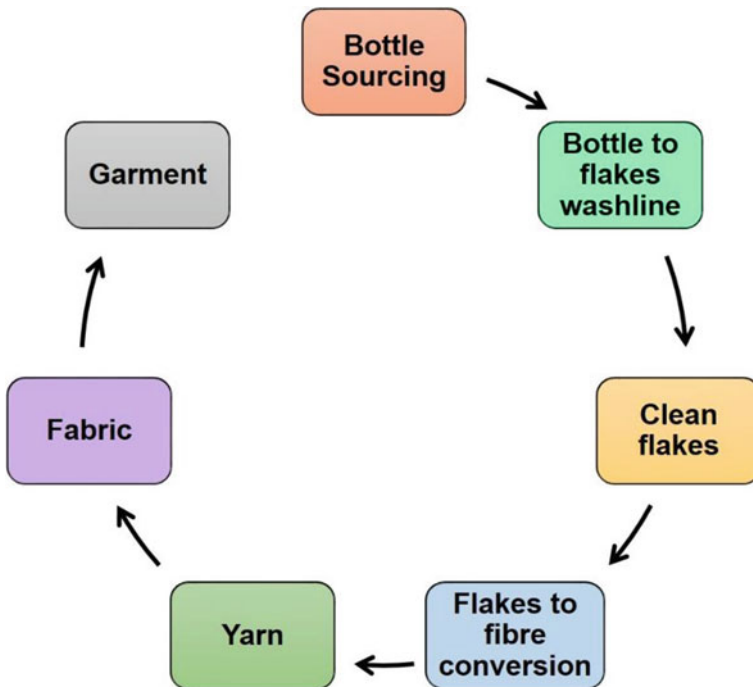 Bottle
Sourcing
Bottle to
flakes
washline
Clean
flakes
Flakes to
fibre
conversion
Yarn
Fabric
Garment